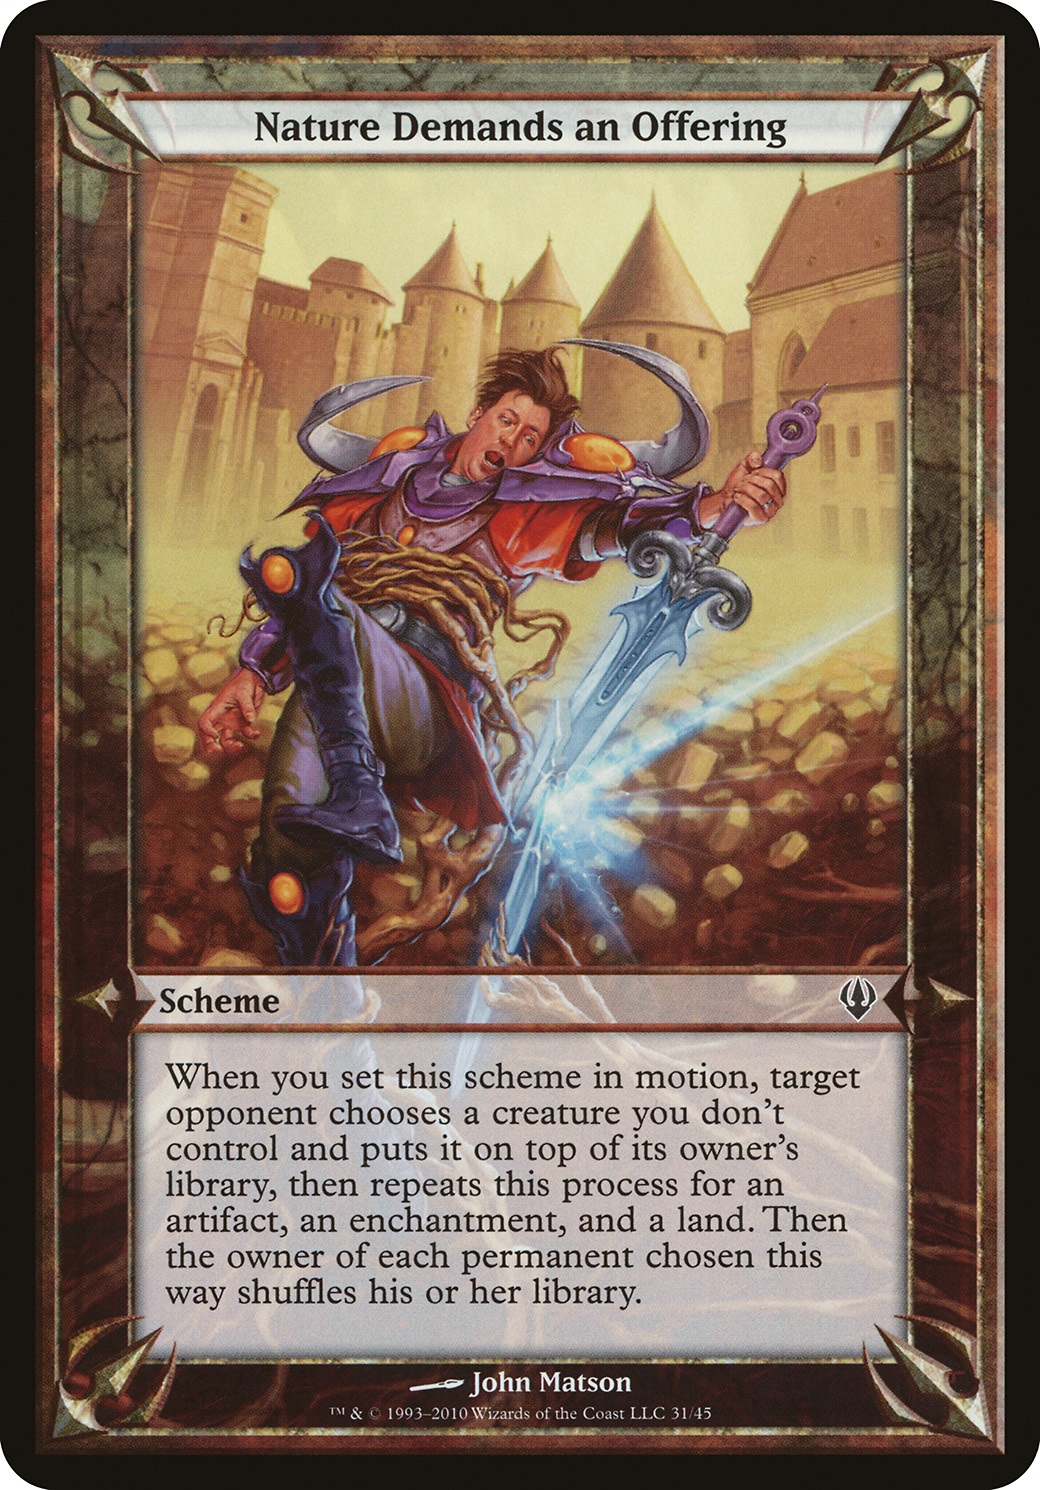 Nature Demands an Offering
Scheme
When you set this scheme in motion, target
opponent chooses a creature you don't
control and puts it on top of its owner's
library, then repeats this process for an
artifact, an enchantment, and a land. Then
the owner of each permanent chosen this
way shuffles his or her library.
John Matson
™ & © 1993–2010 Wizards of the Coast LLC 31/45